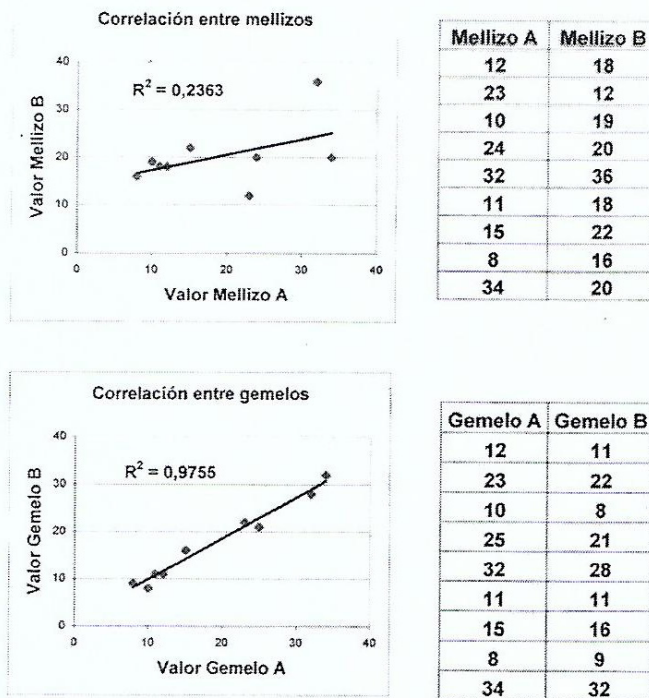 Correlación entre mellizos
40
30
20
10
0
0 10 20 30 40
R² = 0,2363
Valor Mellizo B
Valor Mellizo A
Mellizo A Mellizo B
12 18
23 12
10 19
24 20
32 36
11 18
15 22
8 16
34 20
Correlación entre gemelos
40
30
20
10
0
0 10 20 30 40
R² = 0,9755
Valor Gemelo B
Valor Gemelo A
Gemelo A Gemelo B
12 11
23 22
10 8
25 21
32 28
11 11
15 16
8 9
34 32